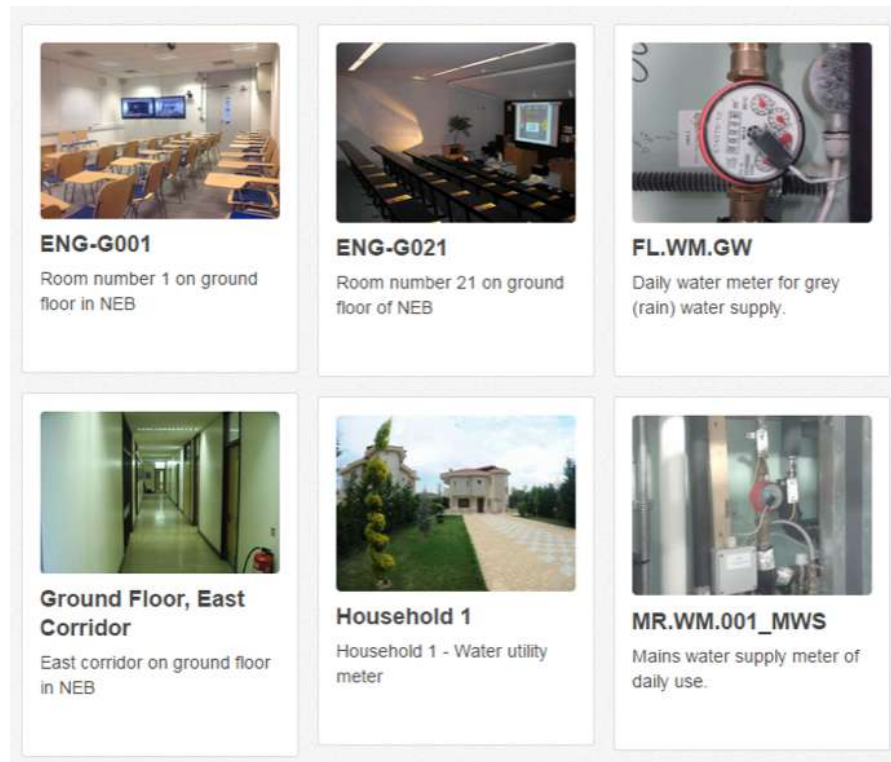 ENG-G001
Room number 1 on ground
floor in NEB
ENG-G021
Room number 21 on ground
floor of NEB
FL.WM.GW
Daily water meter for grey
(rain) water supply.
Ground Floor, East
Corridor
East corridor on ground floor
in NEB
Household 1
Household 1 - Water utility
meter
MR.WM.001_MWS
Mains water supply meter of
daily use.